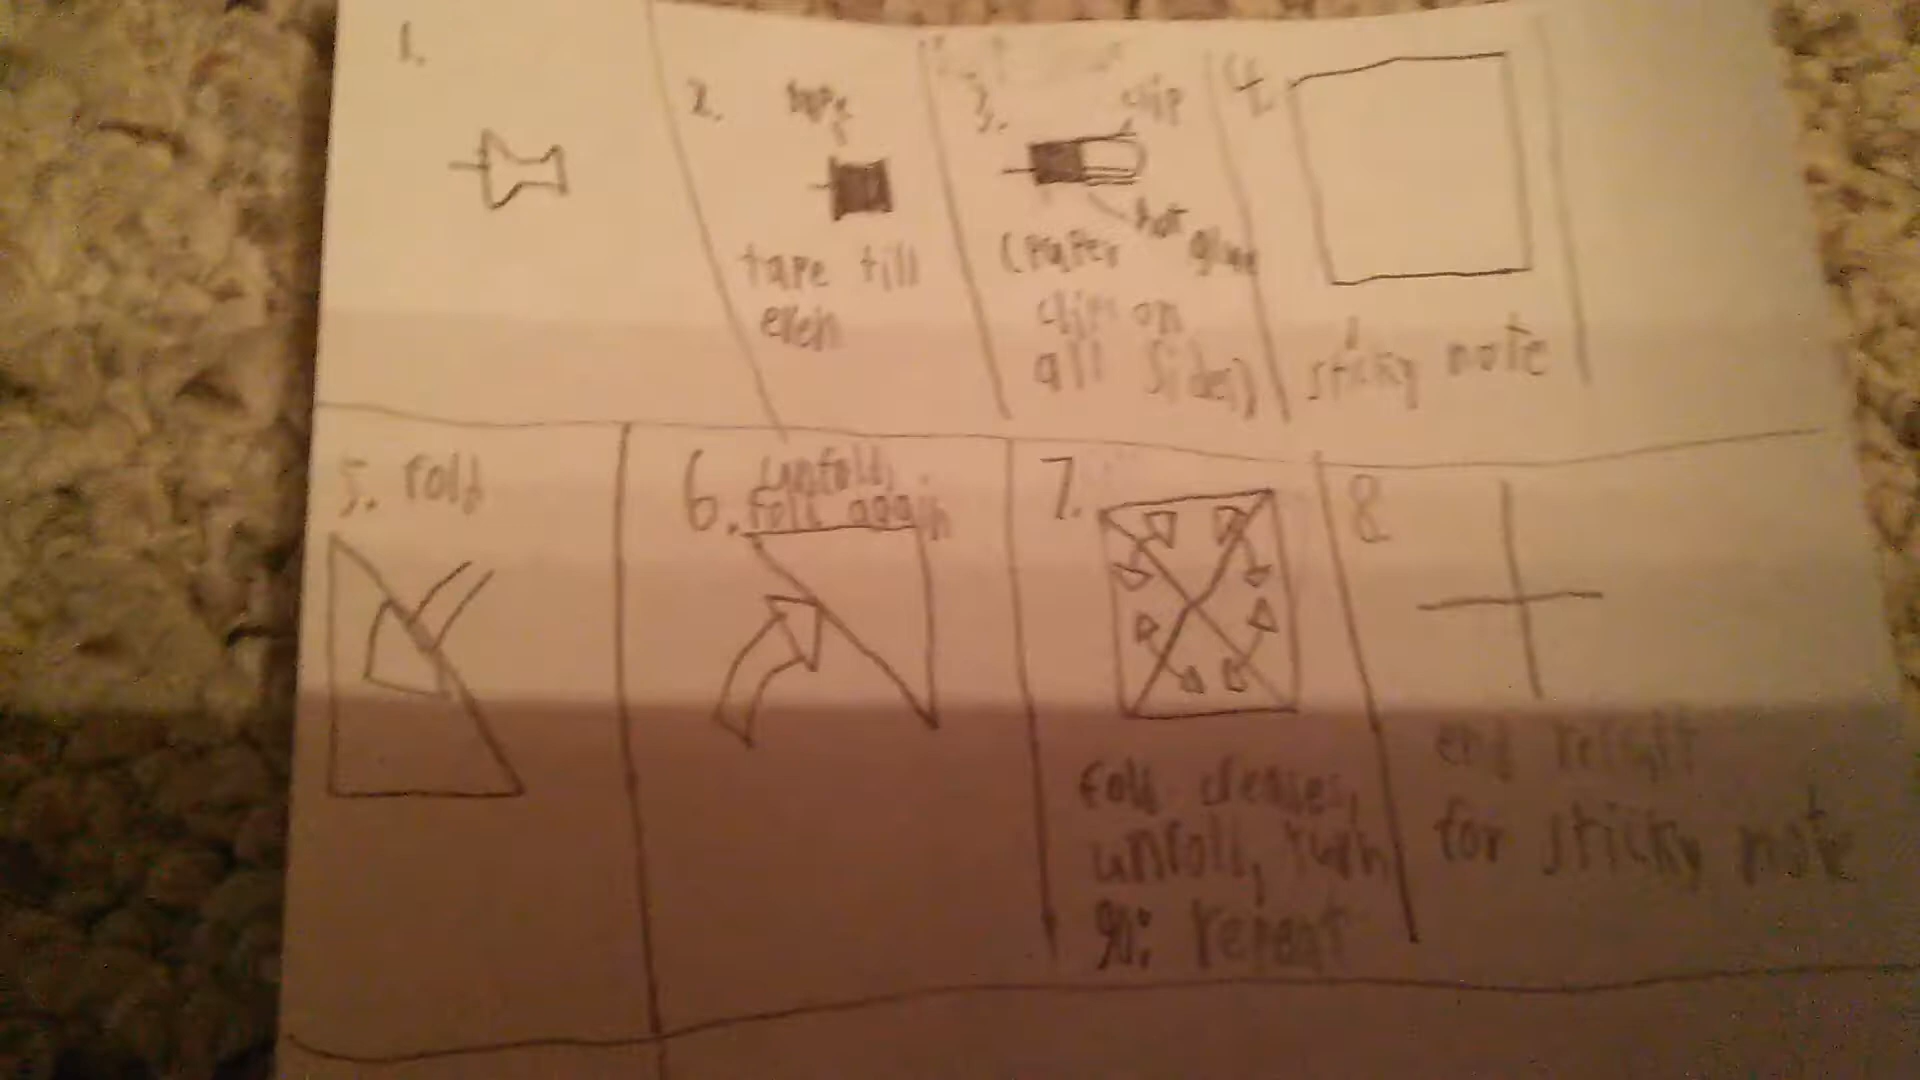 1.
2. tape
tape till
even
3. clip
hot glue
(paper
clips on
all sides)
4.
sticky note
5. fold
6. (unfold)
fold again
7.
fold creases,
unfold, turn
90; repeat
8
end result
for sticky note